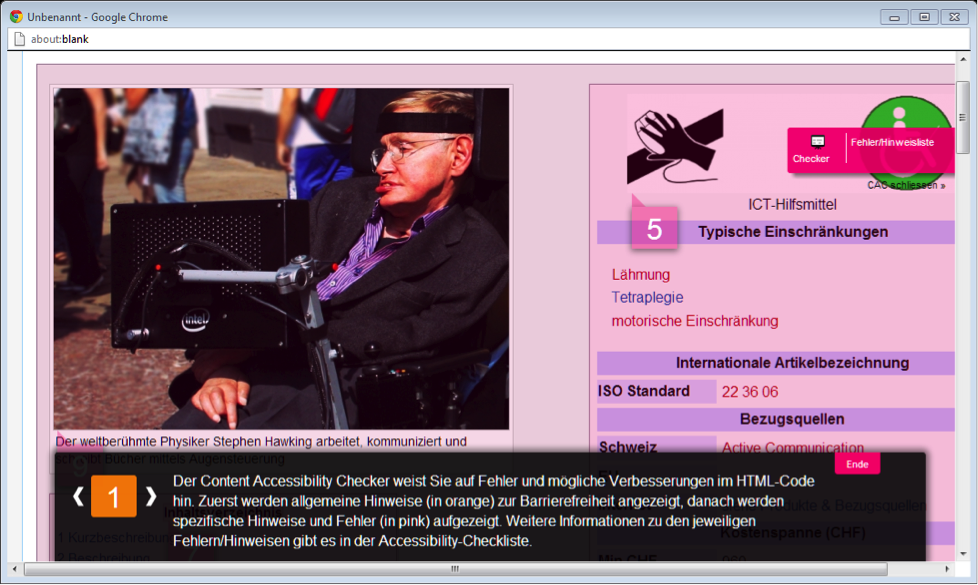 Unbenannt - Google Chrome
about:blank
Checker
Fehler/Hinweisliste
CAC schliessen »
ICT-Hilfsmittel
5
Typische Einschränkungen
Lähmung
Tetraplegie
motorische Einschränkung
Internationale Artikelbezeichnung
ISO Standard 22 36 06
Bezugsquellen
Schweiz Active Communication
intel
Der weltberühmte Physiker Stephen Hawking arbeitet, kommuniziert und
schreibt Bücher mittels Augensteuerung
Ende
1
Der Content Accessibility Checker weist Sie auf Fehler und mögliche Verbesserungen im HTML-Code
hin. Zuerst werden allgemeine Hinweise (in orange) zur Barrierefreiheit angezeigt, danach werden
spezifische Hinweise und Fehler (in pink) aufgezeigt. Weitere Informationen zu den jeweiligen
Fehlern/Hinweisen gibt es in der Accessibility-Checkliste.
Inhaltsverzeichnis
1 Kurzbeschreibung
2 Beschreibung
& Bezugsquellen
Kostenspanne (CHF)
Min CHF